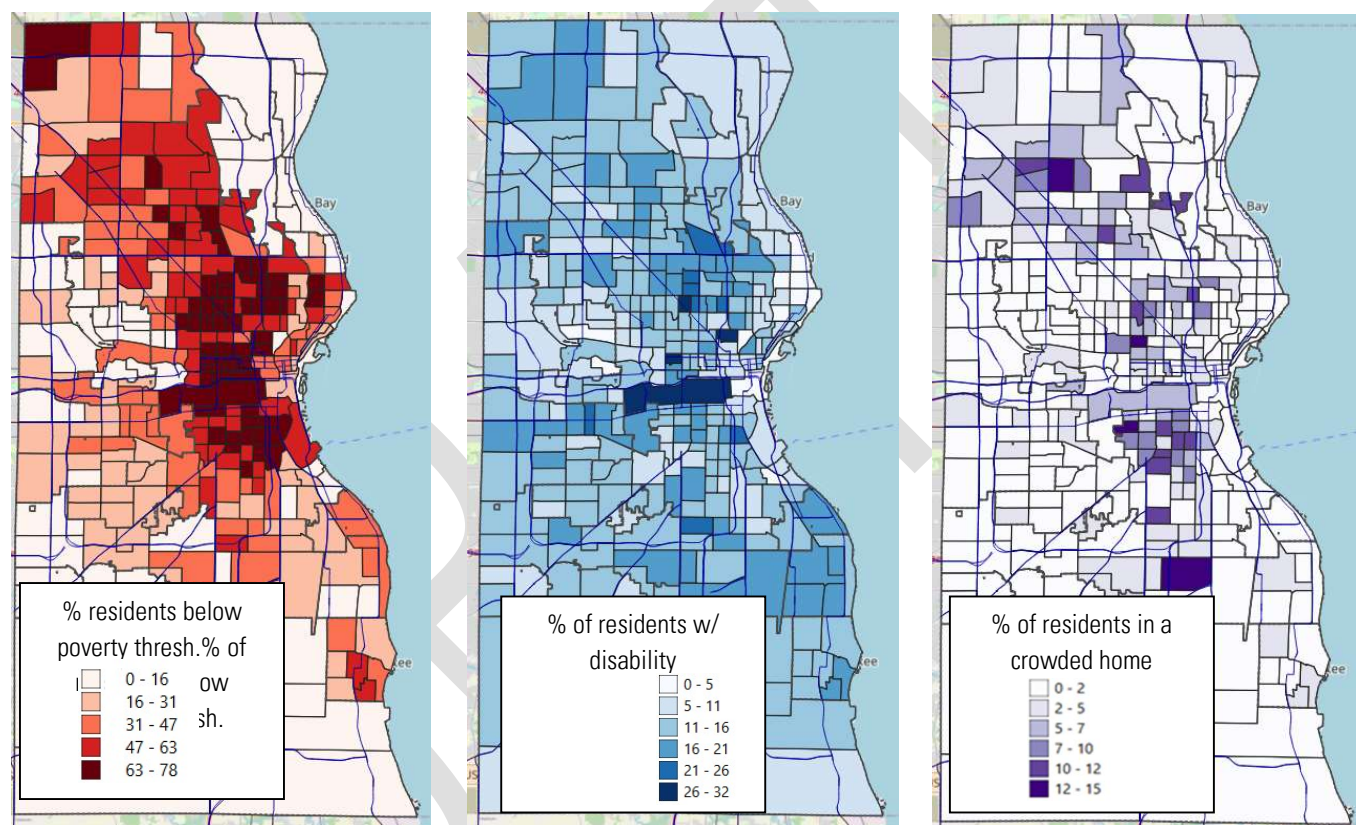 Bay
% residents below
poverty thresh.% of
ow
sh.
0 - 16
16 - 31
31 - 47
47 - 63
63 - 78
Bay
% of residents w/
disability
0 - 5
5 - 11
11 - 16
16 - 21
21 - 26
26 - 32
Bay
% of residents in a
crowded home
0 - 2
2 - 5
5 - 7
7 - 10
10 - 12
12 - 15
kee